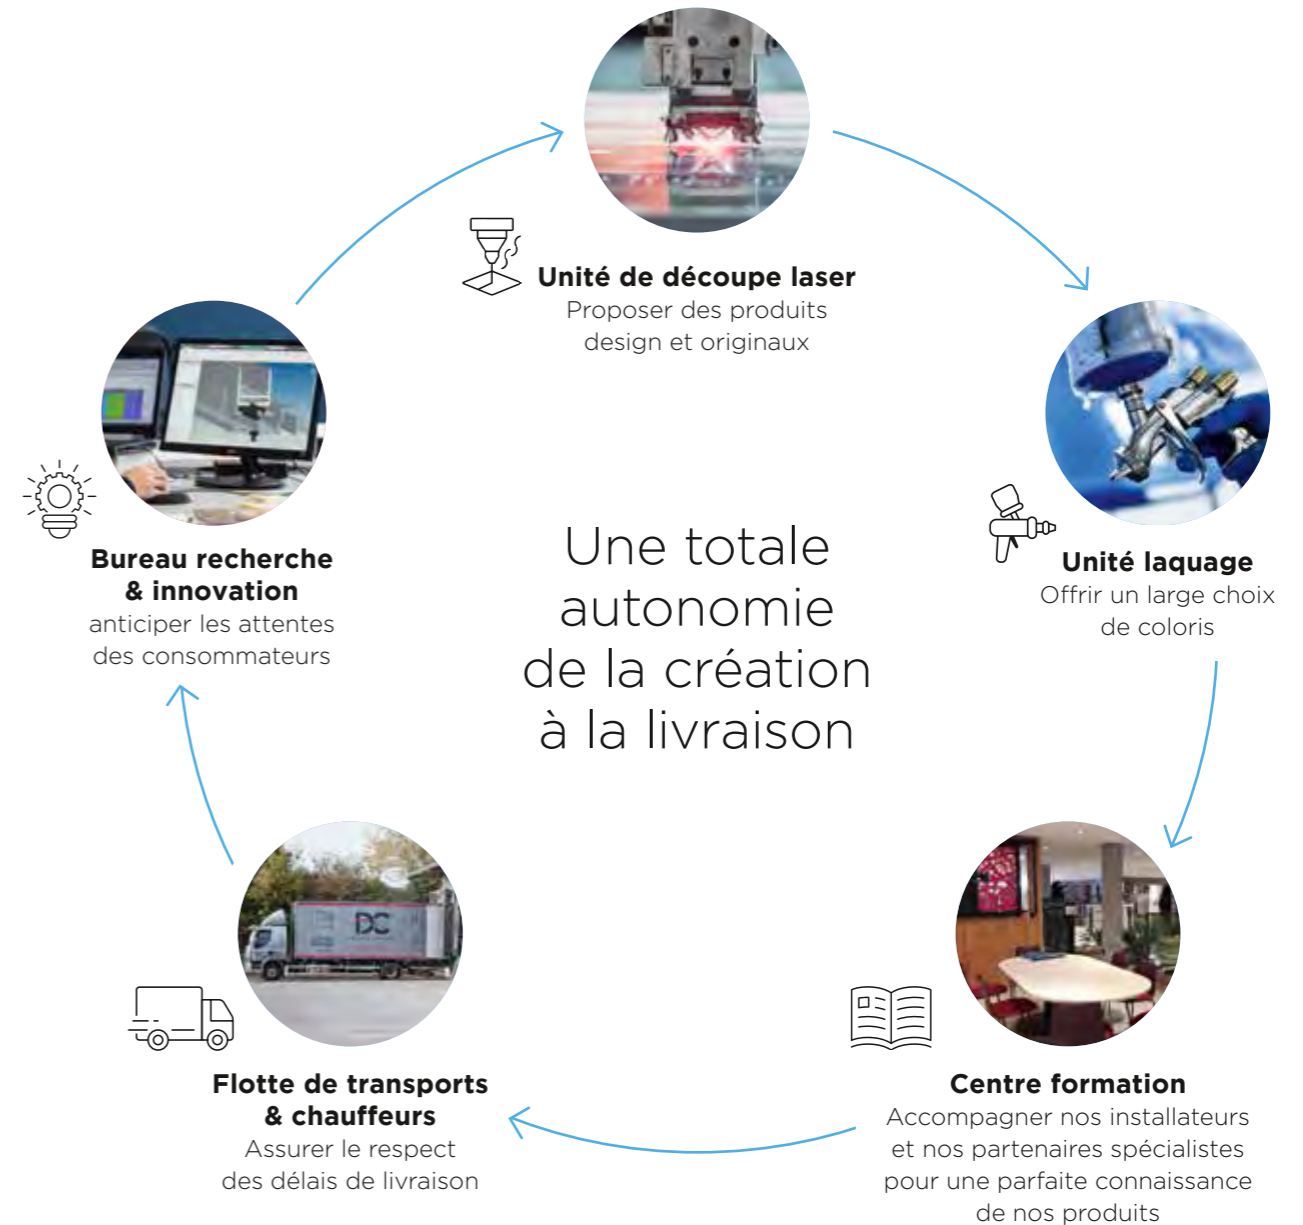 Unité de découpe laser
Proposer des produits
design et originaux
Unité laquage
Offrir un large choix
de coloris
Centre formation
Accompagner nos installateurs
et nos partenaires spécialistes
pour une parfaite connaissance
de nos produits
Flotte de transports
& chauffeurs
Assurer le respect
des délais de livraison
DC
Bureau recherche
& innovation
anticiper les attentes
des consommateurs
Une totale
autonomie
de la création
à la livraison